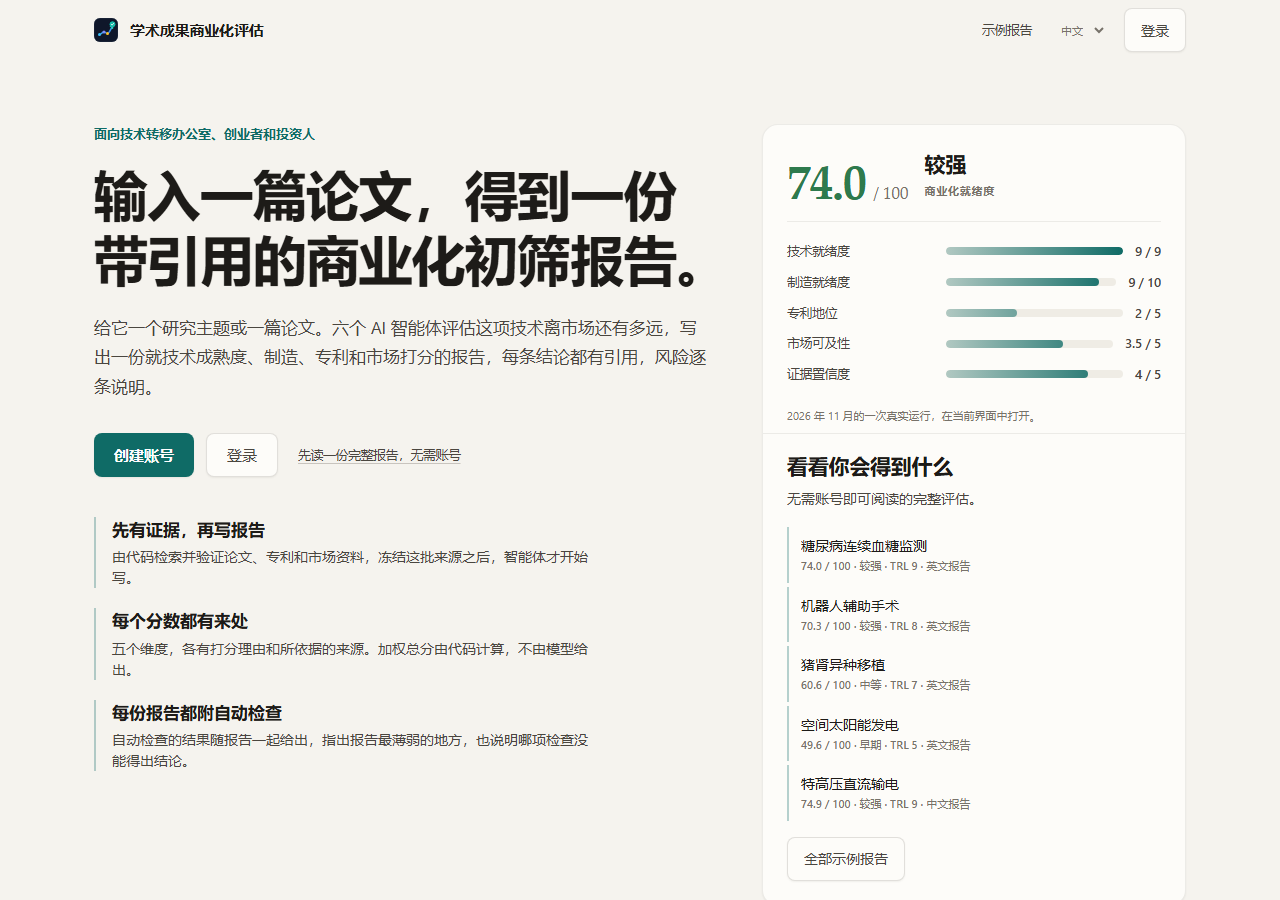 学术成果商业化评估
示例报告
中文
登录
面向技术转移办公室、创业者和投资人
输入一篇论文，得到一份
带引用的商业化初筛报告。
给它一个研究主题或一篇论文。六个 AI 智能体评估这项技术离市场还有多远，写
出一份就技术成熟度、制造、专利和市场打分的报告，每条结论都有引用，风险逐
条说明。
创建账号
登录
先读一份完整报告，无需账号
先有证据，再写报告
由代码检索并验证论文、专利和市场资料，冻结这批来源之后，智能体才开始
写。
每个分数都有来处
五个维度，各有打分理由和所依据的来源。加权总分由代码计算，不由模型给
出。
每份报告都附自动检查
自动检查的结果随报告一起给出，指出报告最薄弱的地方，也说明哪项检查没
能得出结论。
74.0 / 100
较强
商业化就绪度
技术就绪度 9 / 9
制造就绪度 9 / 10
专利地位 2 / 5
市场可及性 3.5 / 5
证据置信度 4 / 5
2026 年 11 月的一次真实运行，在当前界面中打开。
看看你会得到什么
无需账号即可阅读的完整评估。
糖尿病连续血糖监测
74.0 / 100 · 较强 · TRL 9 · 英文报告
机器人辅助手术
70.3 / 100 · 较强 · TRL 8 · 英文报告
猪肾异种移植
60.6 / 100 · 中等 · TRL 7 · 英文报告
空间太阳能发电
49.6 / 100 · 早期 · TRL 5 · 英文报告
特高压直流输电
74.9 / 100 · 较强 · TRL 9 · 中文报告
全部示例报告